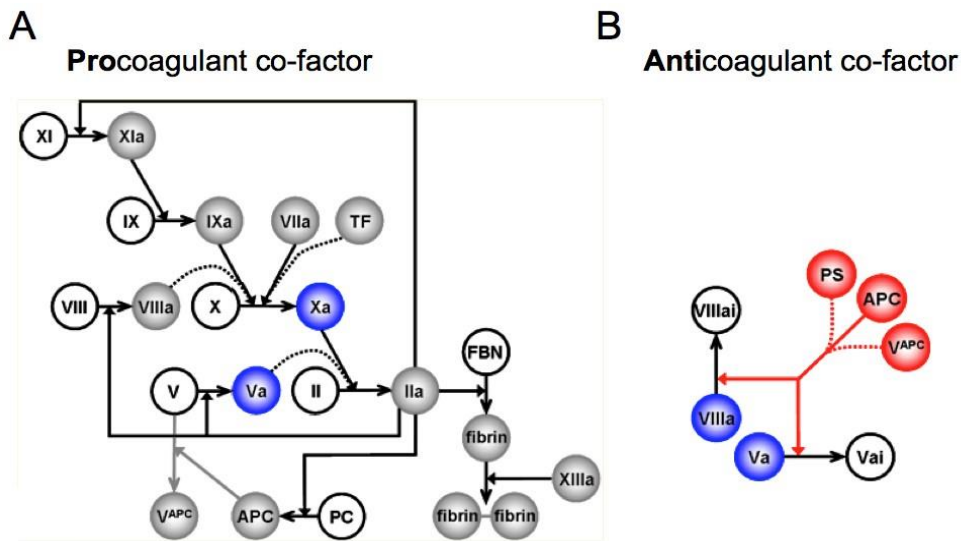 A
B
Procoagulant co-factor
Anticoagulant co-factor
XI
XIa
IX
IXa
VIIa
TF
VIII
VIIIa
X
Xa
FBN
V
Va
II
IIa
fibrin
XIIIa
VAPC
APC
PC
fibrin
fibrin
PS
APC
VIIIai
VAPC
VIIIa
Va
Vai